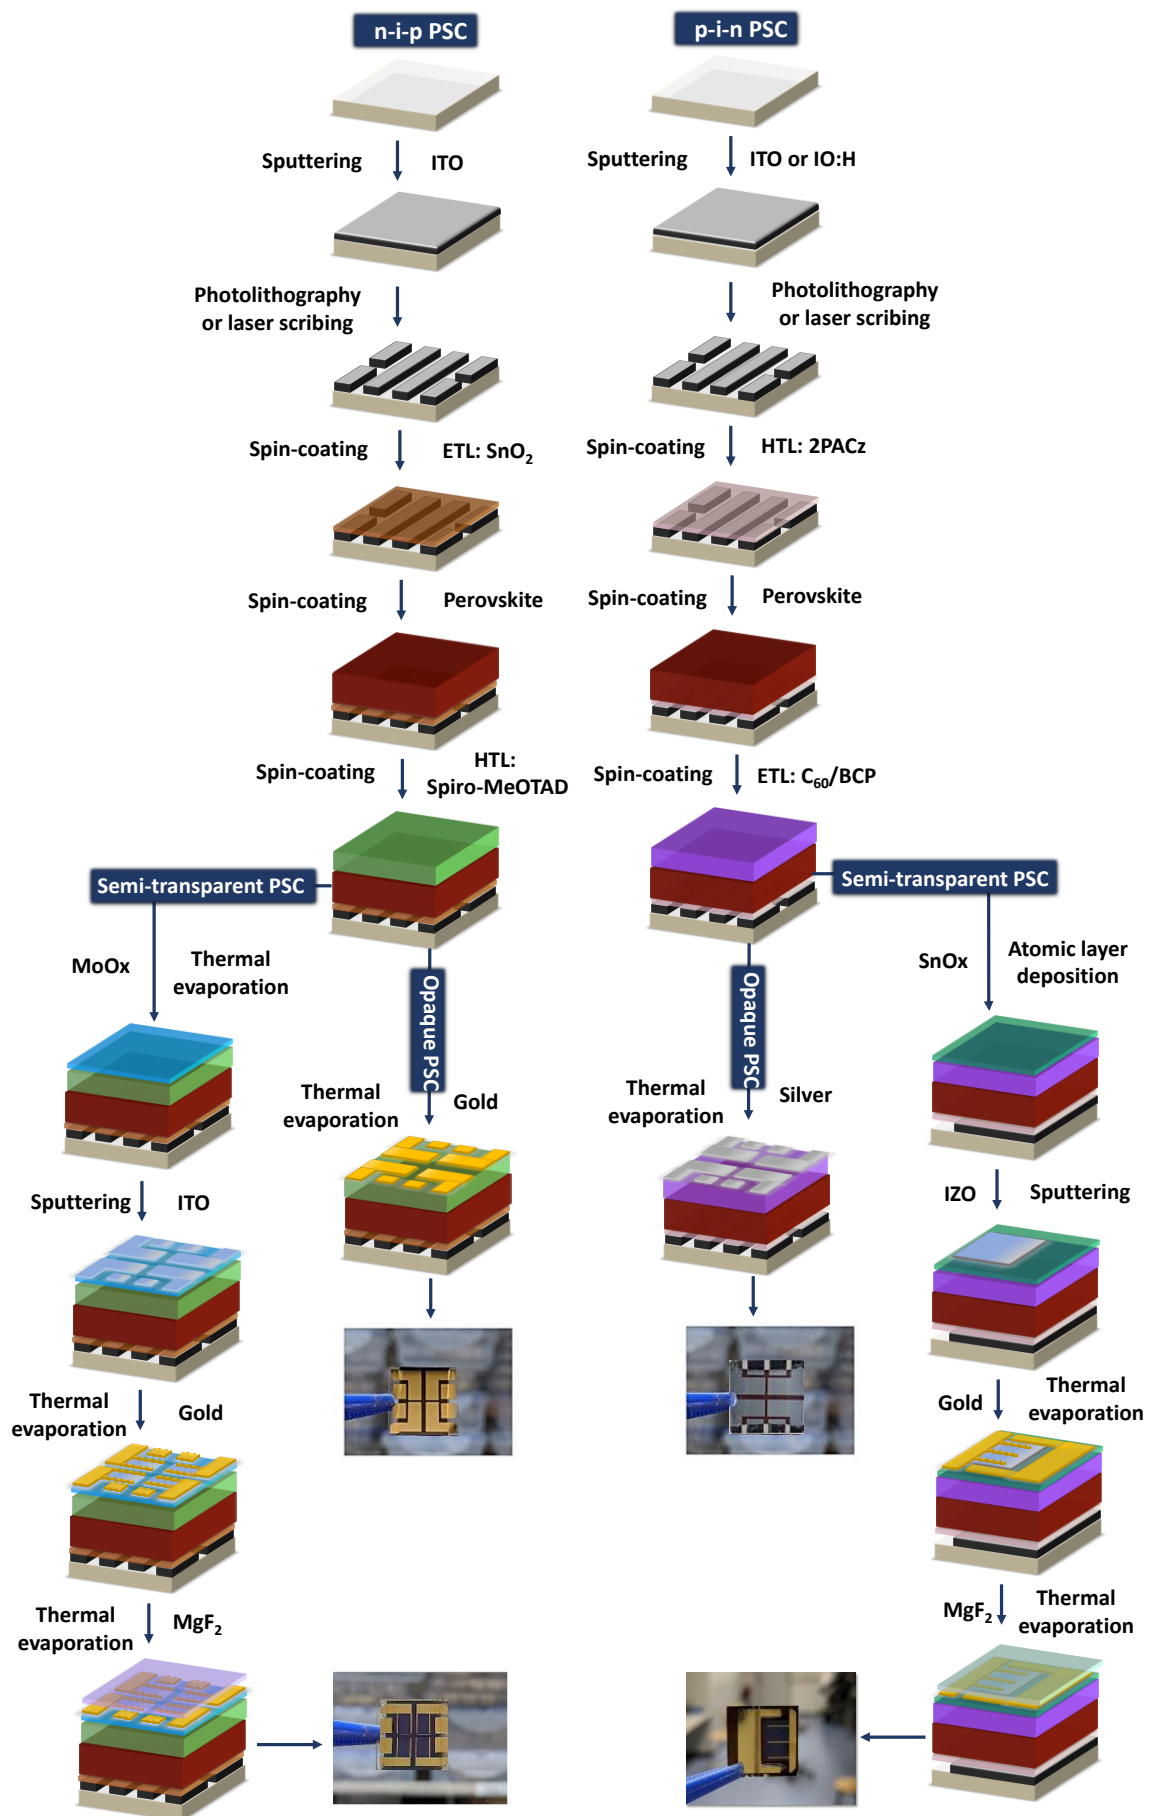 n-i-p PSC
p-i-n PSC
Sputtering
ITO
Sputtering
ITO or IO:H
Photolithography
or laser scribing
Photolithography
or laser scribing
Spin-coating
ETL: SnO₂
Spin-coating
HTL: 2PACz
Spin-coating
Perovskite
Spin-coating
Perovskite
Spin-coating
HTL:
Spiro-MeOTAD
Spin-coating
ETL: C₆₀/BCP
Semi-transparent PSC
Semi-transparent PSC
MoOx
Thermal
evaporation
Opaque PSC
Opaque PSC
SnOx
Atomic layer
deposition
Thermal
evaporation
Gold
Thermal
evaporation
Silver
Sputtering
ITO
IZO
Sputtering
Thermal
evaporation
Gold
Gold
Thermal
evaporation
Thermal
evaporation
MgF₂
MgF₂
Thermal
evaporation